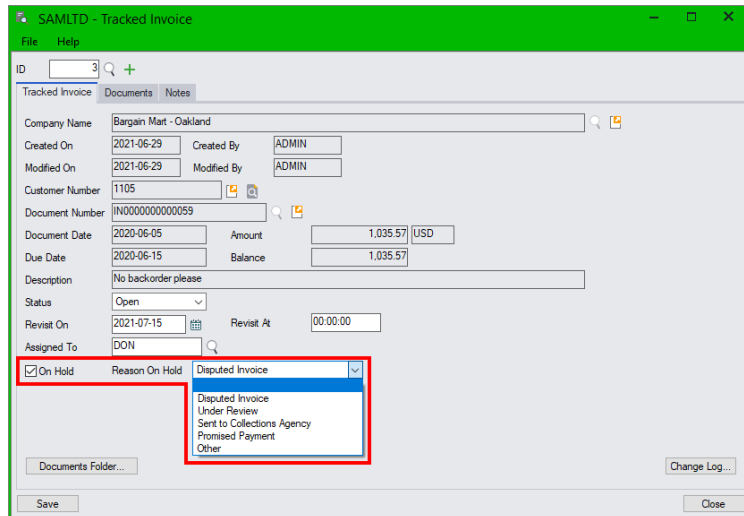 SAMLTD - Tracked Invoice
File Help
ID 3
Tracked Invoice Documents Notes
Company Name Bargain Mart - Oakland
Created On 2021-06-29 Created By ADMIN
Modified On 2021-06-29 Modified By ADMIN
Customer Number 1105
Document Number IN0000000000059
Document Date 2020-06-05 Amount 1,035.57 USD
Due Date 2020-06-15 Balance 1,035.57
Description No backorder please
Status Open
Revisit On 2021-07-15 Revisit At 00:00:00
Assigned To DON
On Hold Reason On Hold Disputed Invoice
Disputed Invoice
Under Review
Sent to Collections Agency
Promised Payment
Other
Documents Folder... Change Log...
Save Close